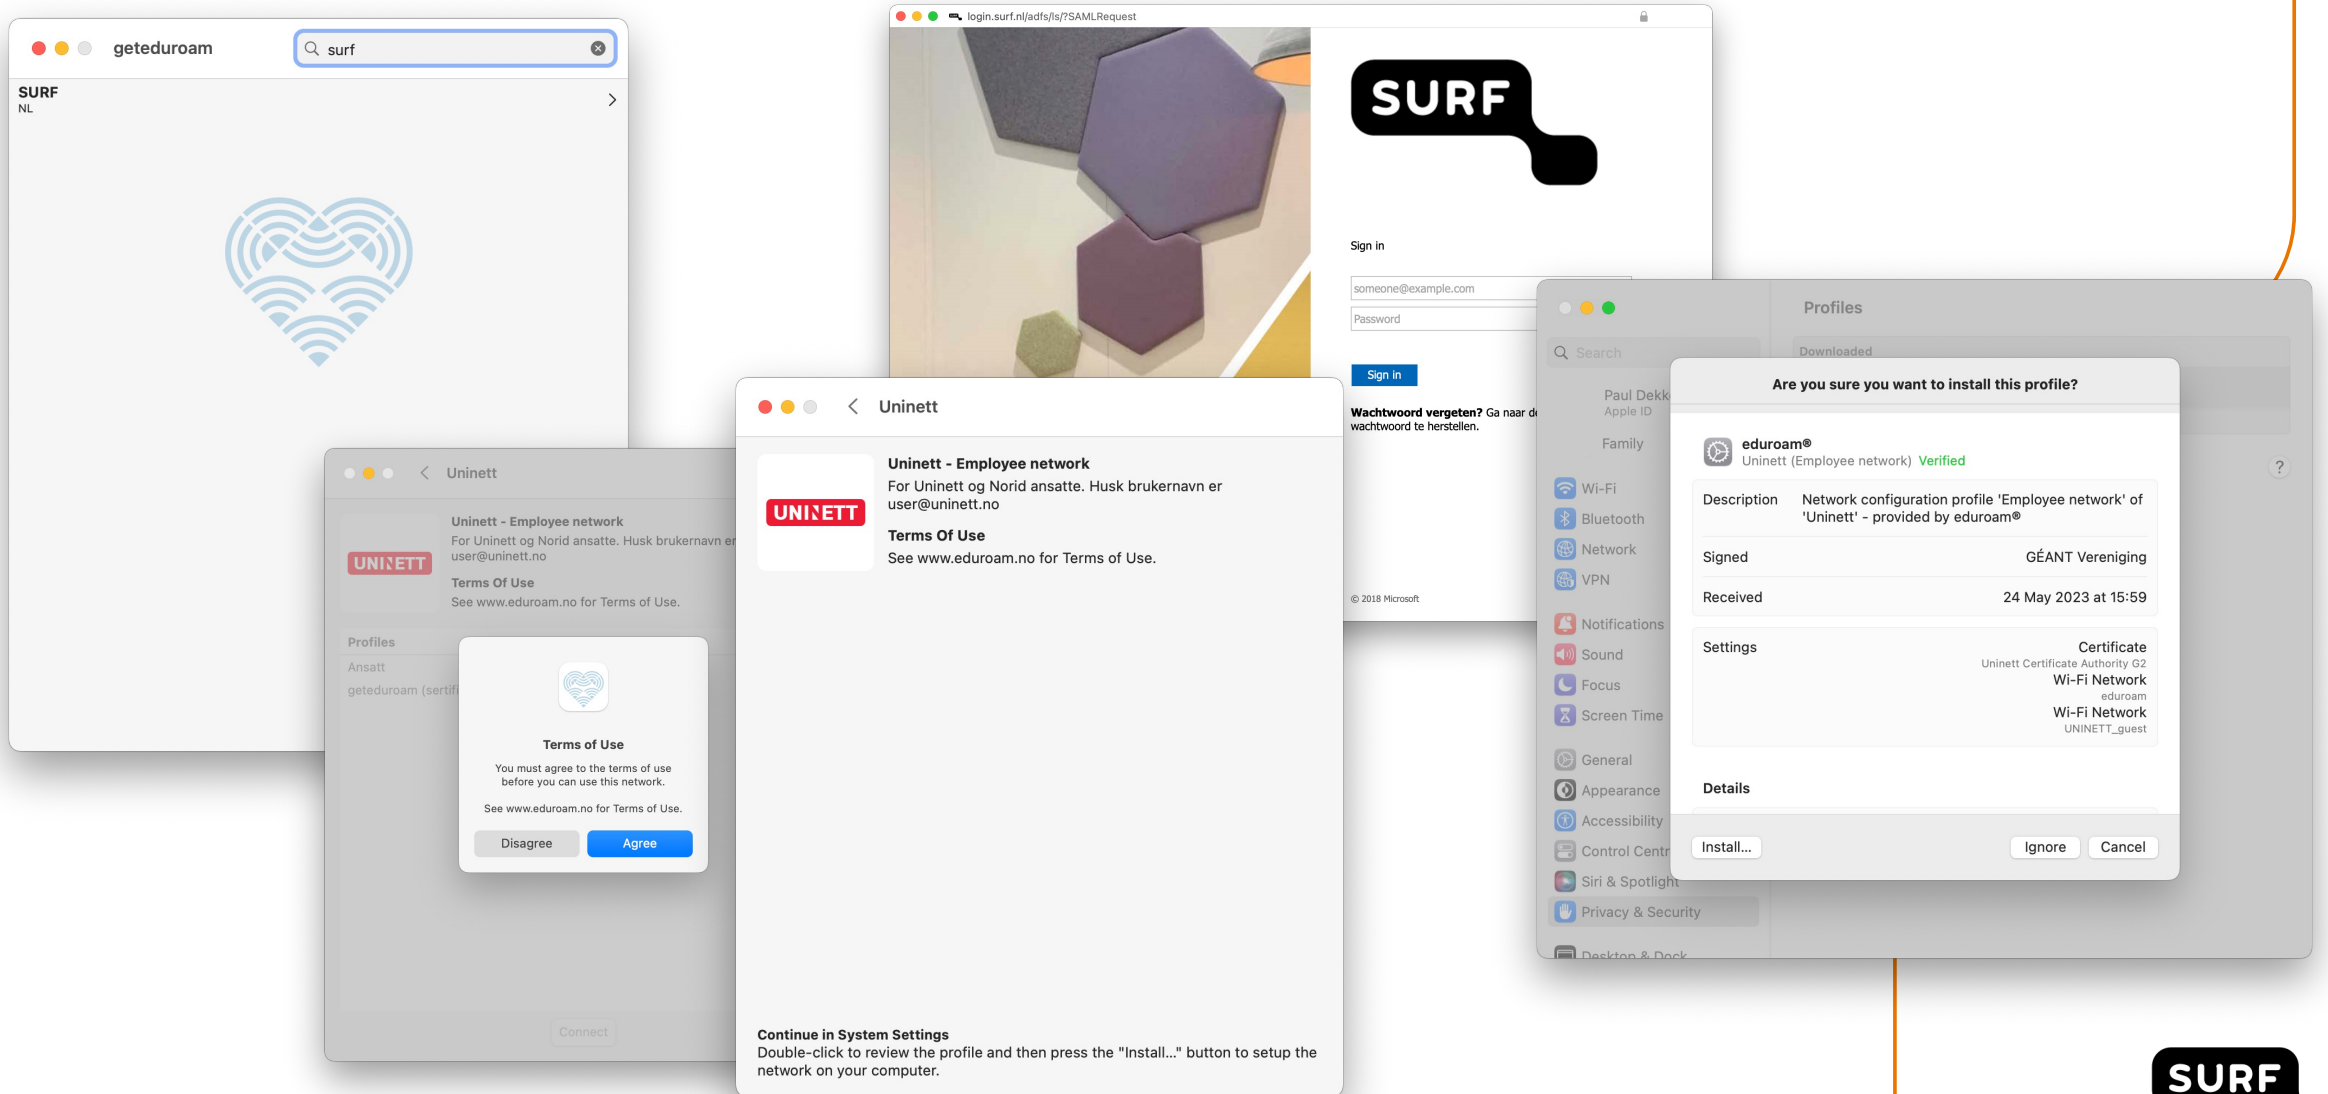 geteduroam
surf
SURF
NL
login.surf.nl/adfs/ls/?SAMLRequest
SURF
Sign in
someone@example.com
Password
Sign in
Wachtwoord vergeten? Ga naar
wachtwoord te herstellen.
© 2018 Microsoft
Uninett
UNINETT
Uninett - Employee network
For Uninett og Norid ansatte. Husk brukernavn er
user@uninett.no
Terms Of Use
See www.eduroam.no for Terms of Use.
Profiles
Ansatt
geteduroam
Terms of Use
You must agree to the terms of use
before you can use this network.
See www.eduroam.no for Terms of Use.
Disagree
Agree
Connect
Uninett
UNINETT
Uninett - Employee network
For Uninett og Norid ansatte. Husk brukernavn er
user@uninett.no
Terms Of Use
See www.eduroam.no for Terms of Use.
Continue in System Settings
Double-click to review the profile and then press the "Install..." button to setup the
network on your computer.
Profiles
Search
Downloaded
Paul
Apple ID
Family
Wi-Fi
Bluetooth
Network
VPN
Notifications
Sound
Focus
Screen Time
General
Appearance
Accessibility
Control
Siri & Spotlight
Privacy & Security
Desktop & Dock
?
Are you sure you want to install this profile?
eduroam®
Uninett (Employee network) Verified
Description Network configuration profile 'Employee network' of
'Uninett' - provided by eduroam®
Signed GÉANT Vereniging
Received 24 May 2023 at 15:59
Settings Certificate
Uninett Certificate Authority G2
Wi-Fi Network
eduroam
Wi-Fi Network
UNINETT_guest
Details
Install...
Ignore
Cancel
SURF